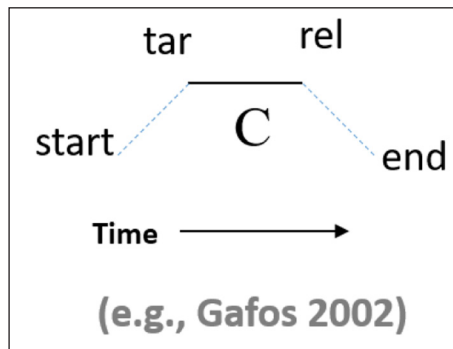 tar rel
C
start
end
Time
(e.g., Gafos 2002)